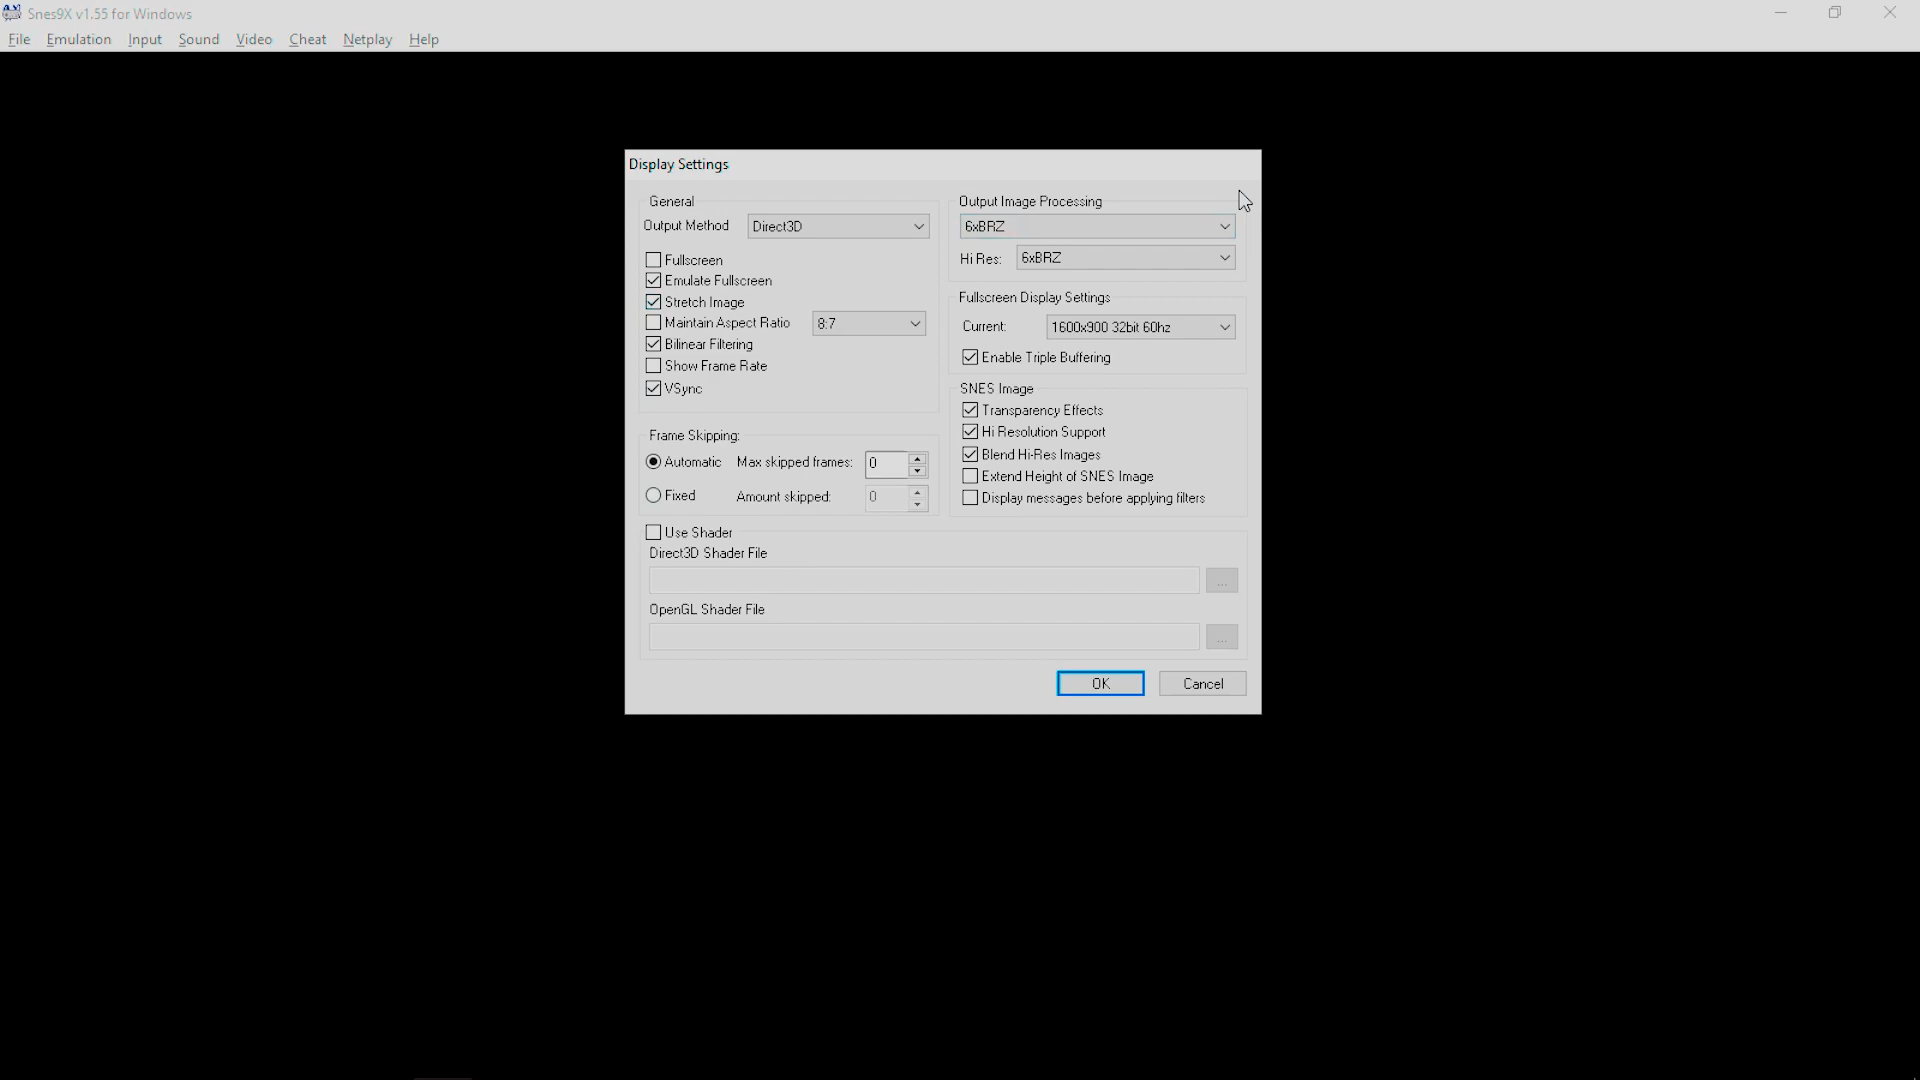 Snes9X v1.55 for Windows
File Emulation Input Sound Video Cheat Netplay Help
Display Settings
General
Output Method Direct3D
Fullscreen
Emulate Fullscreen
Stretch Image
Maintain Aspect Ratio 8:7
Bilinear Filtering
Show Frame Rate
VSync
Frame Skipping:
Automatic Max skipped frames: 0
Fixed Amount skipped: 0
Output Image Processing
6xBRZ
Hi Res: 6xBRZ
Fullscreen Display Settings
Current: 1600x900 32bit 60hz
Enable Triple Buffering
SNES Image
Transparency Effects
Hi Resolution Support
Blend Hi-Res Images
Extend Height of SNES Image
Display messages before applying filters
Use Shader
Direct3D Shader File
...
OpenGL Shader File
...
OK Cancel